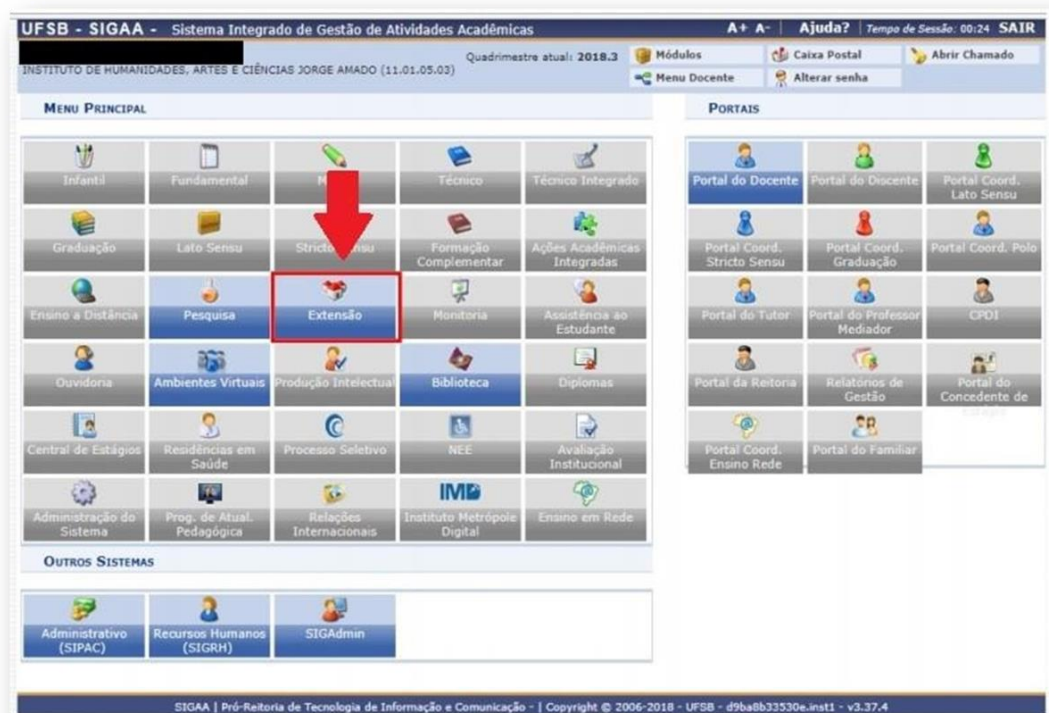 UFSB - SIGAA - Sistema Integrado de Gestão de Atividades Acadêmicas
A+ A- | Ajuda? | Tempo de Sessão: 00:24 SAIR
INSTITUTO DE HUMANIDADES, ARTES E CIÊNCIAS JORGE AMADO (11.01.05.03)
Quadrimestre atual: 2018.3
Módulos
Caixa Postal
Abrir Chamado
Menu Docente
Alterar senha
MENU PRINCIPAL
Infantil
Fundamental
Técnico
Técnico Integrado
Graduação
Lato Sensu
Stricto Sensu
Formação
Complementar
Ações Acadêmicas
Integradas
Ensino a Distância
Pesquisa
Extensão
Monitoria
Assistência ao
Estudante
Ouvidoria
Ambientes Virtuais
Produção Intelectual
Biblioteca
Diplomas
Central de Estágios
Residências em
Saúde
Processo Seletivo
NEE
Avaliação
Institucional
Administração do
Sistema
Prog. de Atual.
Pedagógica
Relações
Internacionais
IMD
Instituto Metrópole
Digital
Ensino em Rede
PORTAIS
Portal do Docente
Portal do Discente
Portal Coord.
Lato Sensu
Portal Coord.
Stricto Sensu
Portal Coord.
Graduação
Portal Coord. Polo
Portal do Tutor
Portal do Professor
Mediador
CPDI
Portal da Reitoria
Relatórios de
Gestão
Portal do
Concedente de
Portal Coord.
Ensino Rede
Portal do Familiar
OUTROS SISTEMAS
Administrativo
(SIPAC)
Recursos Humanos
(SIGRH)
SIGAdmin
SIGAA | Pró-Reitoria de Tecnologia de Informação e Comunicação - | Copyright © 2006-2018 - UFSB - d9ba8b33530e.inst1 - v3.37.4